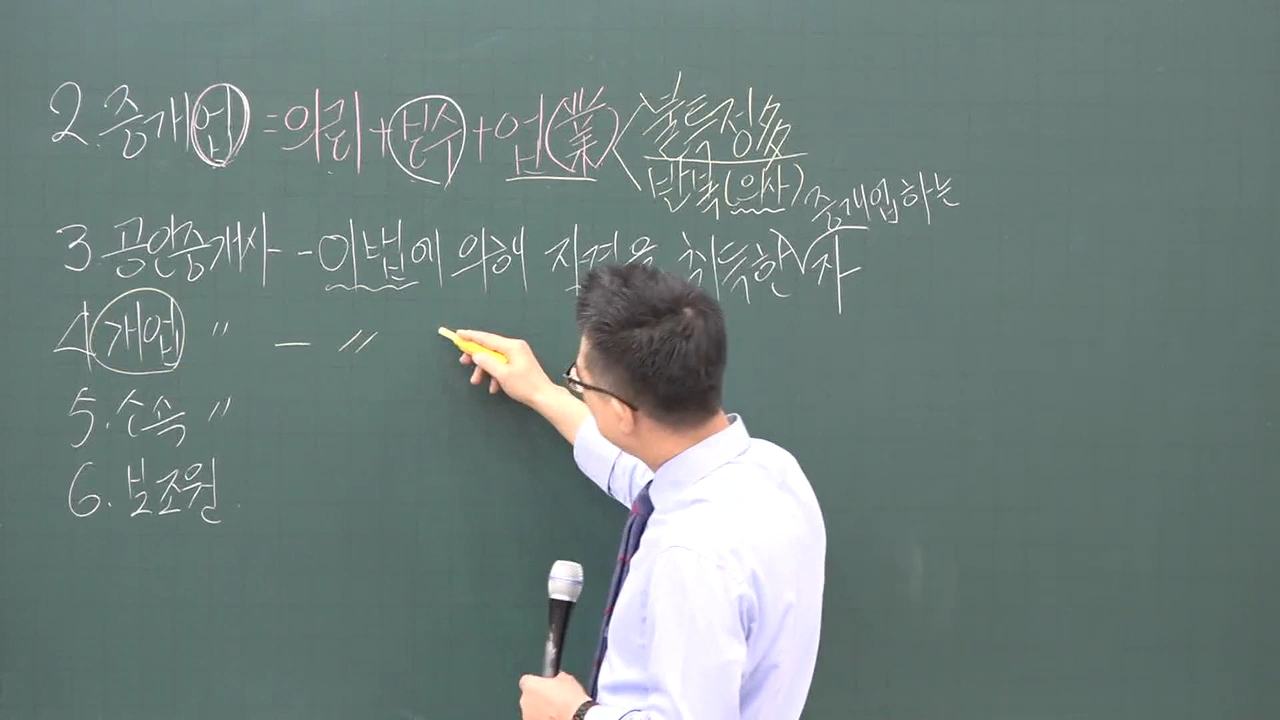 2. 중개업 = 의뢰 + 보수 + 업(業) < 불특정多
반복(의사)
중개업 하는
3. 공인중개사 - 이법에 의해 자격을 취득한 √ 자
4 개업 〃 - 〃
5. 소속 〃
6. 보조원